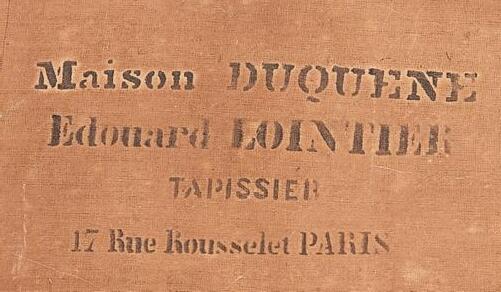 Maison DUQUENE
Edouard LOINTIER
TAPISSIER
17 Rue Rousselet PARIS